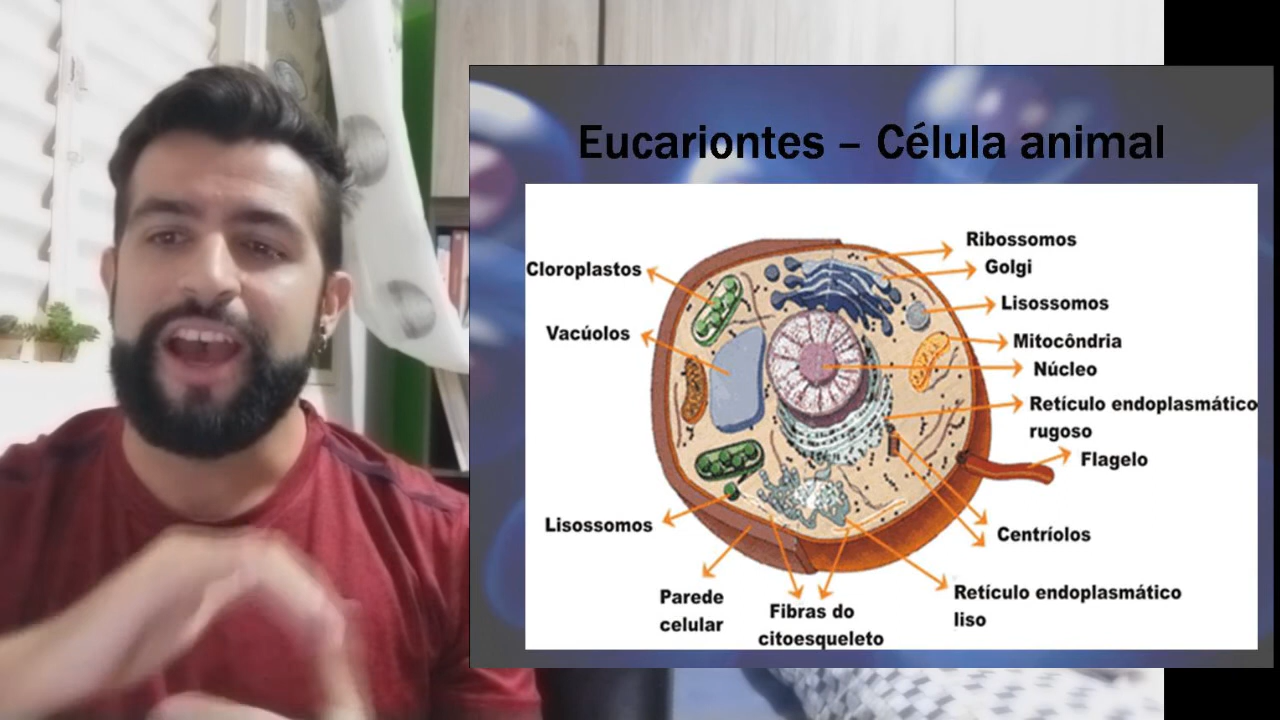 Eucariontes – Célula animal
Ribossomos
Cloroplastos
Golgi
Lisossomos
Vacúolos
Mitocôndria
Núcleo
Retículo endoplasmático
rugoso
Flagelo
Lisossomos
Centríolos
Parede
celular
Fibras do
citoesqueleto
Retículo endoplasmático
liso